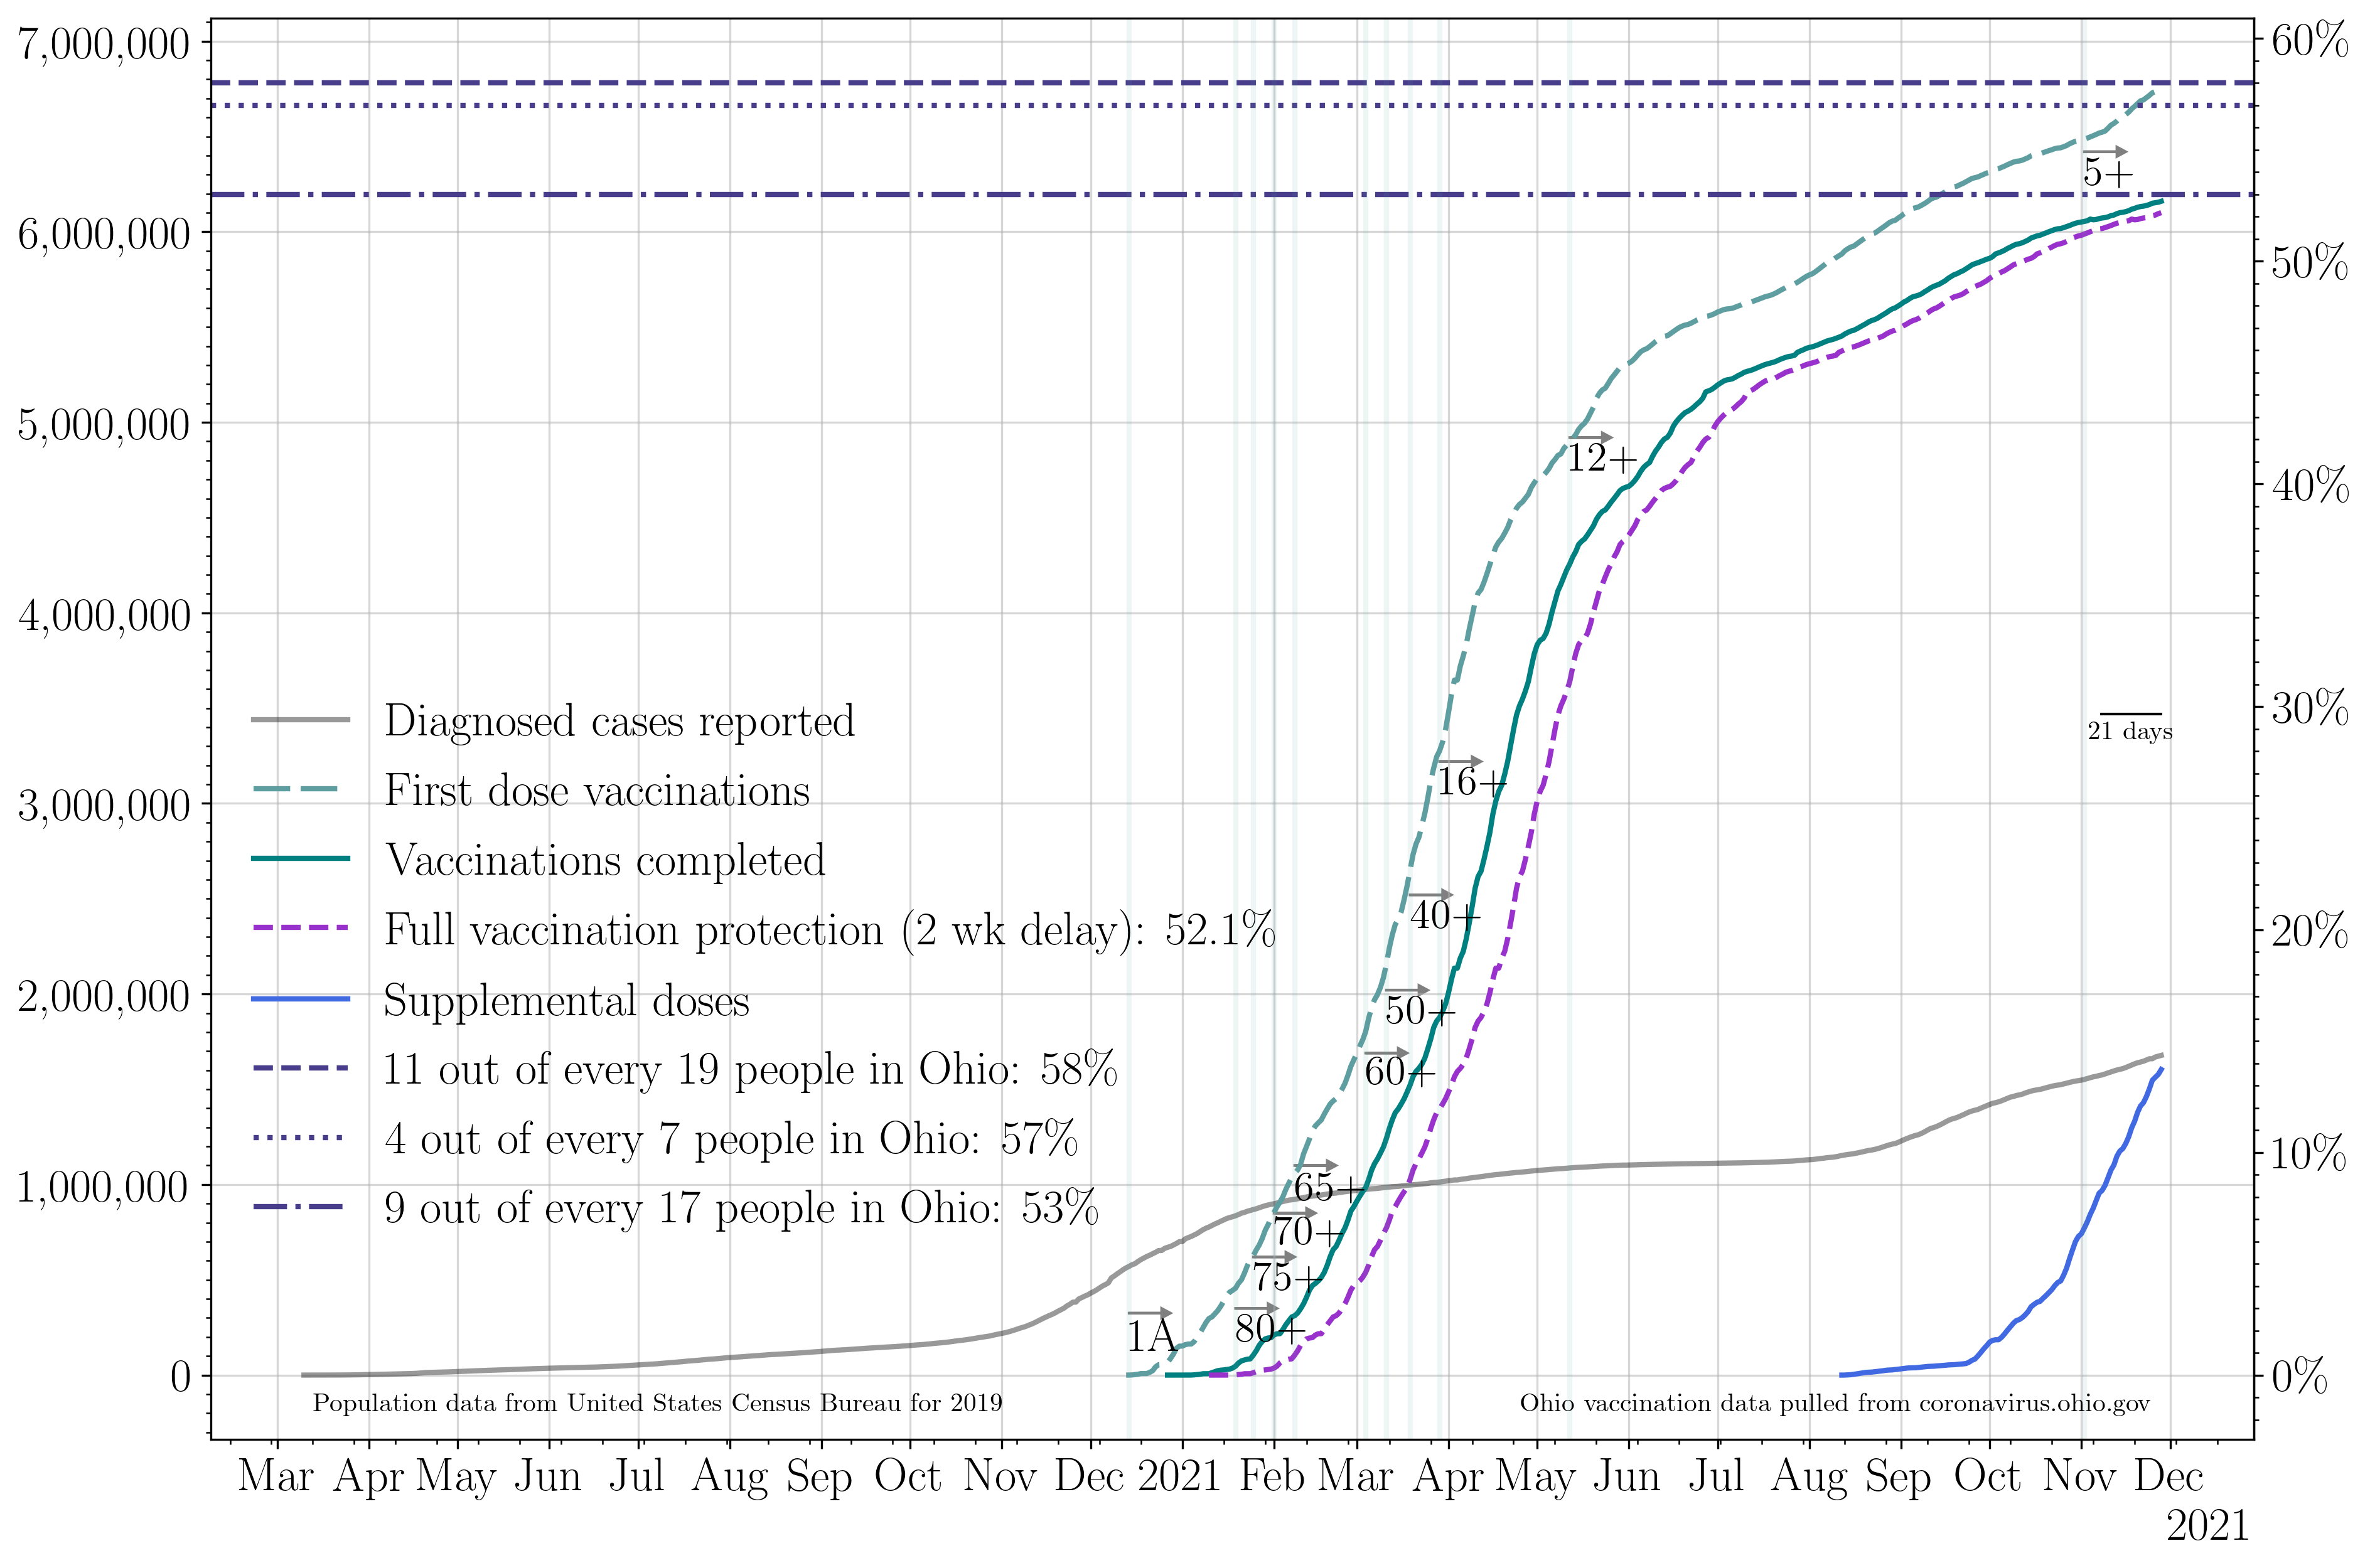 7,000,000
60%
5+
6,000,000
50%
5,000,000
12+
40%
4,000,000
30%
21 days
Diagnosed cases reported
First dose vaccinations
Vaccinations completed
Full vaccination protection (2 wk delay): 52.1%
Supplemental doses
11 out of every 19 people in Ohio: 58%
4 out of every 7 people in Ohio: 57%
9 out of every 17 people in Ohio: 53%
3,000,000
16+
40+
20%
2,000,000
50+
60+
10%
1,000,000
65+
70+
75+
80+
1A
0
0%
Population data from United States Census Bureau for 2019
Ohio vaccination data pulled from coronavirus.ohio.gov
Mar Apr May Jun Jul Aug Sep Oct Nov Dec 2021 Feb Mar Apr May Jun Jul Aug Sep Oct Nov Dec
2021